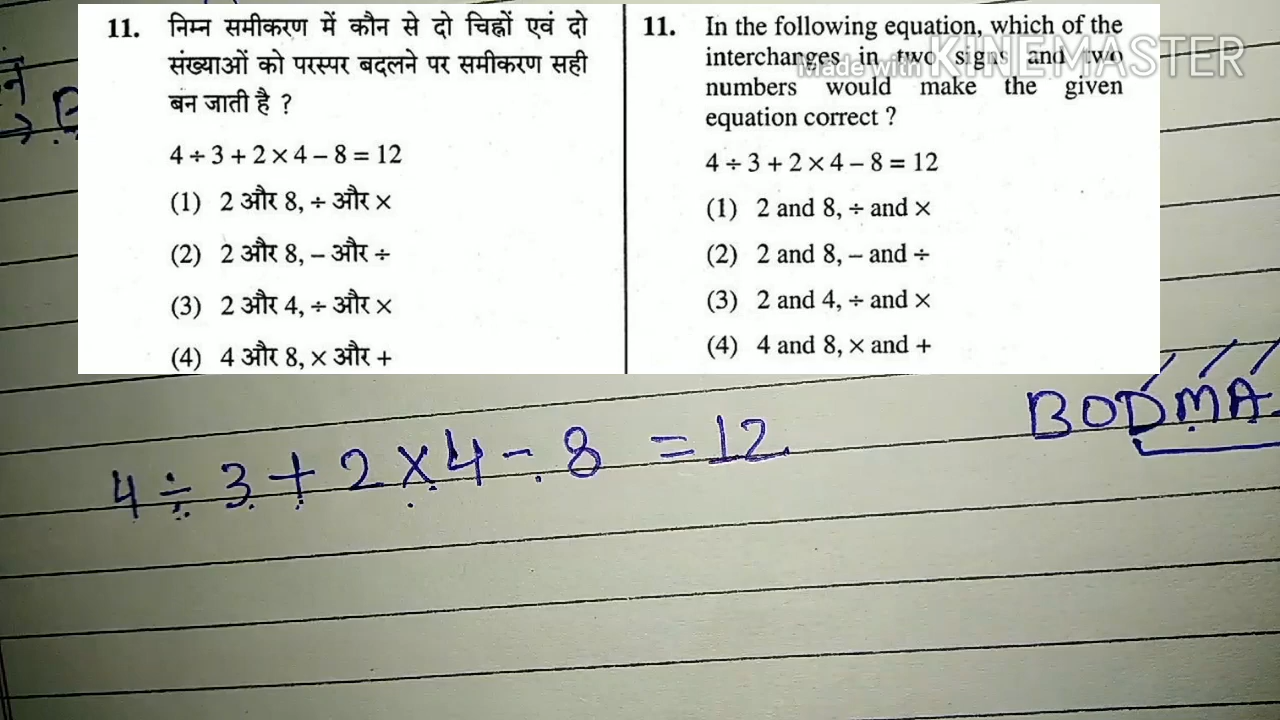 11. निम्न समीकरण में कौन से दो चिह्नों एवं दो
संख्याओं को परस्पर बदलने पर समीकरण सही
बन जाती है ?
4 ÷ 3 + 2 × 4 – 8 = 12
(1) 2 और 8, ÷ और ×
(2) 2 और 8, – और ÷
(3) 2 और 4, ÷ और ×
(4) 4 और 8, × और +
11. In the following equation, which of the
interchanges in two signs and two
numbers would make the given
equation correct ?
4 ÷ 3 + 2 × 4 – 8 = 12
(1) 2 and 8, ÷ and ×
(2) 2 and 8, – and ÷
(3) 2 and 4, ÷ and ×
(4) 4 and 8, × and +
Made with KINEMASTER
BODMA
4 ÷ 3 + 2 × 4 - 8 = 12